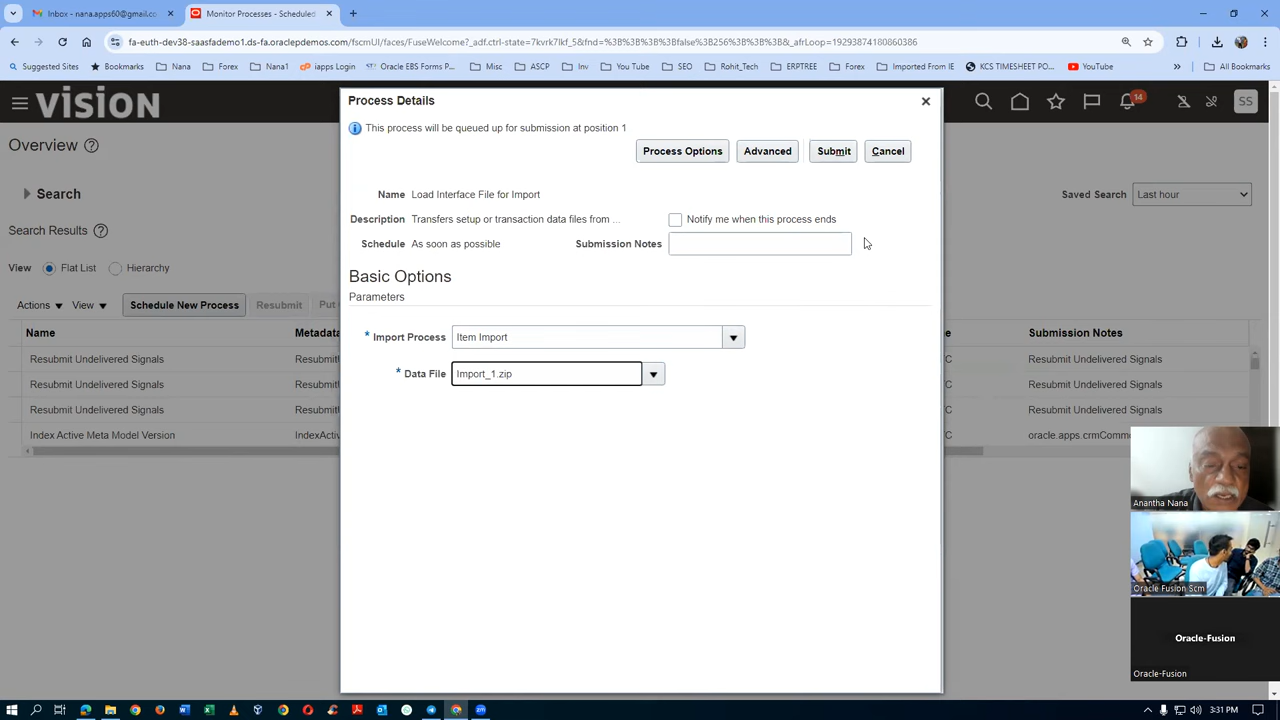 Inbox - nana.apps60@gmail.co
Monitor Processes - Scheduled
fa-euth-dev38-saasfademo1.ds-fa.oraclepdemos.com/fscmUI/faces/FuseWelcome?_adf.ctrl-state=7kvrk7lkf_5&fnd=%3B%3B%3B%3Bfalse%3B256%3B%3B%3B&_afrLoop=19293874180860386
Suggested Sites
Bookmarks
Nana
Forex
Nana1
iapps Login
Oracle EBS Forms P...
Misc
ASCP
Inv
You Tube
SEO
Rohit_Tech
ERPTREE
Forex
Imported From IE
KCS TIMESHEET PO...
YouTube
»
All Bookmarks
VISION
14
SS
Overview
Search
Saved Search Last hour
Search Results
View Flat List Hierarchy
Actions View Schedule New Process Resubmit Put
Name Metada Submission Notes
Resubmit Undelivered Signals Resubmit C Resubmit Undelivered Signals
Resubmit Undelivered Signals Resubmit C Resubmit Undelivered Signals
Resubmit Undelivered Signals Resubmit C Resubmit Undelivered Signals
Index Active Meta Model Version IndexActiv C oracle.apps.crmComm
Process Details
This process will be queued up for submission at position 1
Process Options Advanced Submit Cancel
Name Load Interface File for Import
Description Transfers setup or transaction data files from ... Notify me when this process ends
Schedule As soon as possible Submission Notes
Basic Options
Parameters
* Import Process Item Import
* Data File Import_1.zip
Anantha Nana
Oracle Fusion Scm
Oracle-Fusion
Oracle-Fusion
3:31 PM